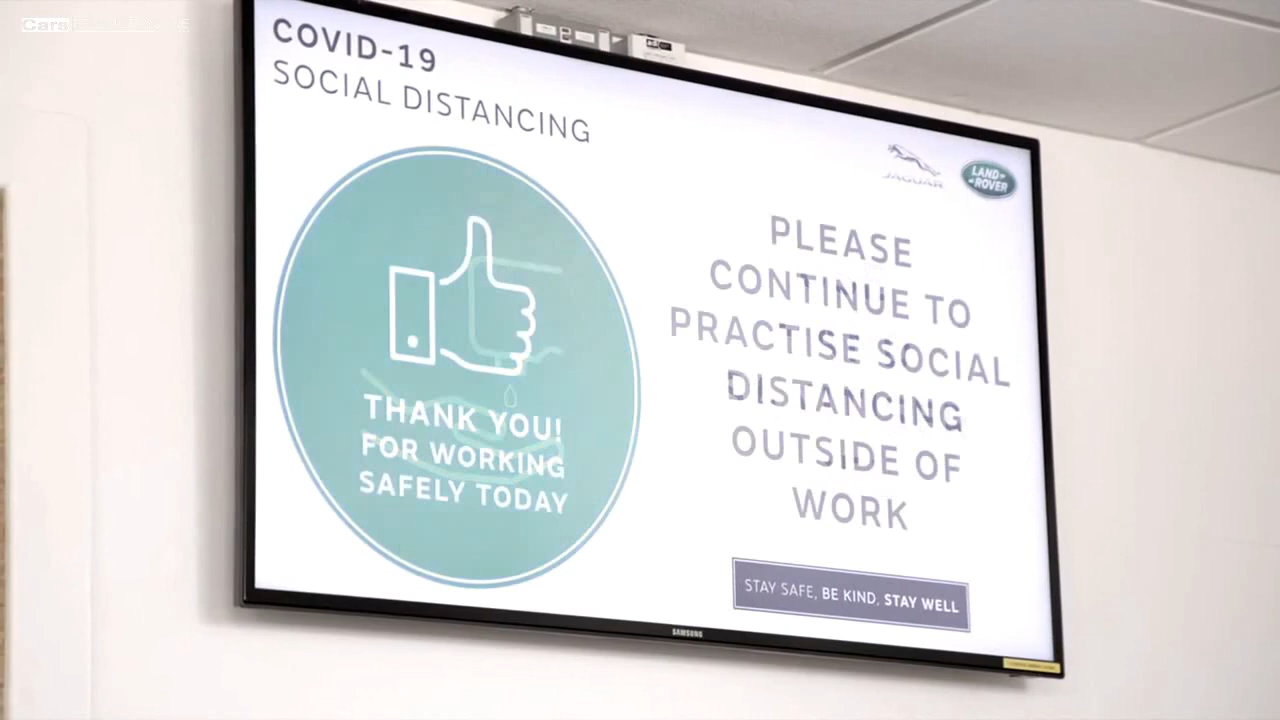 Cars
COVID-19
SOCIAL DISTANCING
JAGUAR
LAND-
-ROVER
PLEASE
CONTINUE TO
PRACTISE SOCIAL
DISTANCING
OUTSIDE OF
WORK
THANK YOU!
FOR WORKING
SAFELY TODAY
STAY SAFE, BE KIND, STAY WELL
SAMSUNG